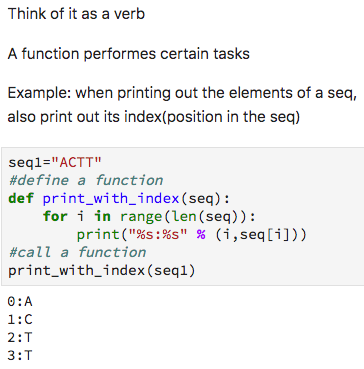 Think of it as a verb
A function performes certain tasks
Example: when printing out the elements of a seq,
also print out its index(position in the seq)
seq1="ACTT"
#define a function
def print_with_index(seq):
    for i in range(len(seq)):
        print("%s:%s" % (i,seq[i]))
#call a function
print_with_index(seq1)
0:A
1:C
2:T
3:T